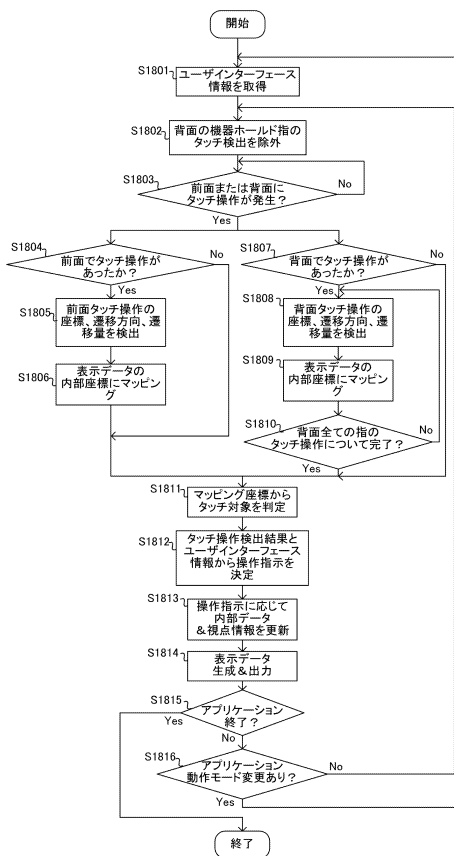 開始
S1801
ユーザインターフェース
情報を取得
S1802
背面の機器ホールド指の
タッチ検出を除外
S1803
前面または背面に
タッチ操作が発生？
No
Yes
S1804
前面でタッチ操作が
あったか？
No
Yes
S1805
前面タッチ操作の
座標、遷移方向、遷
移量を検出
S1806
表示データの
内部座標にマッピン
グ
S1807
背面でタッチ操作が
あったか？
No
Yes
S1808
背面タッチ操作の
座標、遷移方向、遷
移量を検出
S1809
表示データの
内部座標にマッピン
グ
S1810
背面全ての指の
タッチ操作について完了？
No
Yes
S1811
マッピング座標から
タッチ対象を判定
S1812
タッチ操作検出結果と
ユーザインターフェース
情報から操作指示を
決定
S1813
操作指示に応じて
内部データ
＆視点情報を更新
S1814
表示データ
生成＆出力
S1815
アプリケーション
終了？
Yes
No
S1816
アプリケーション
動作モード変更あり？
No
Yes
終了